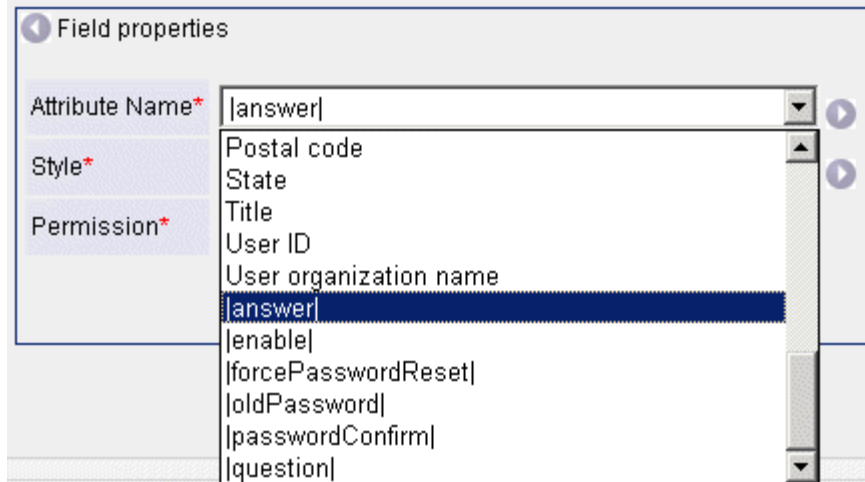 Field properties
Attribute Name* |answer|
Postal code
Style*
State
Title
Permission*
User ID
User organization name
|answer|
|enable|
|forcePasswordReset|
|oldPassword|
|passwordConfirm|
|question|